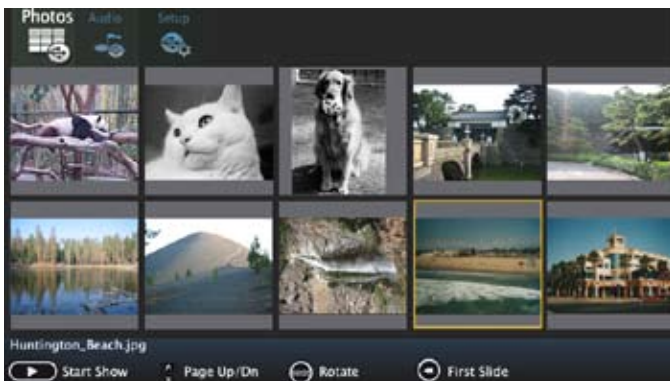 Photos Audio Setup
Huntington_Beach.jpg
Start Show Page Up/Dn Rotate First Slide